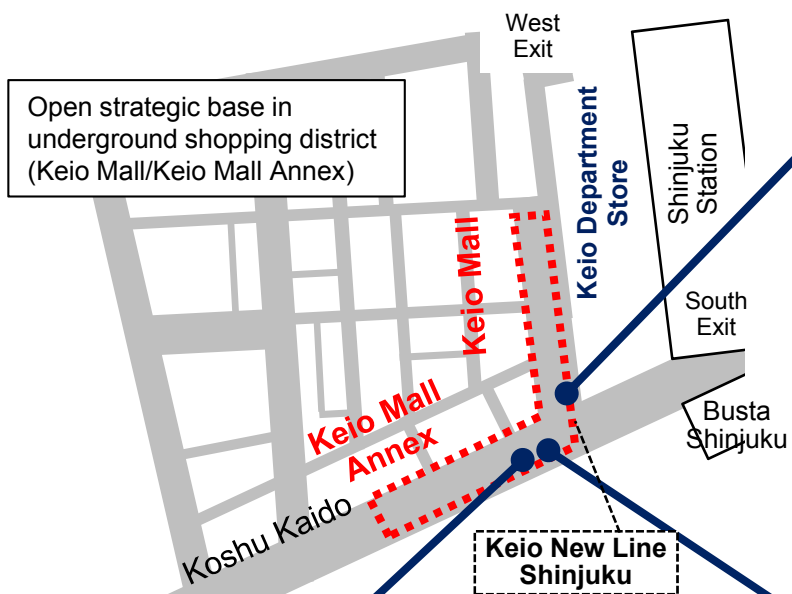 West
Exit
Open strategic base in
underground shopping district
(Keio Mall/Keio Mall Annex)
Keio Department
Store
Shinjuku
Station
Keio Mall
South
Exit
Keio Mall
Annex
Busta
Shinjuku
Koshu Kaido
Keio New Line
Shinjuku